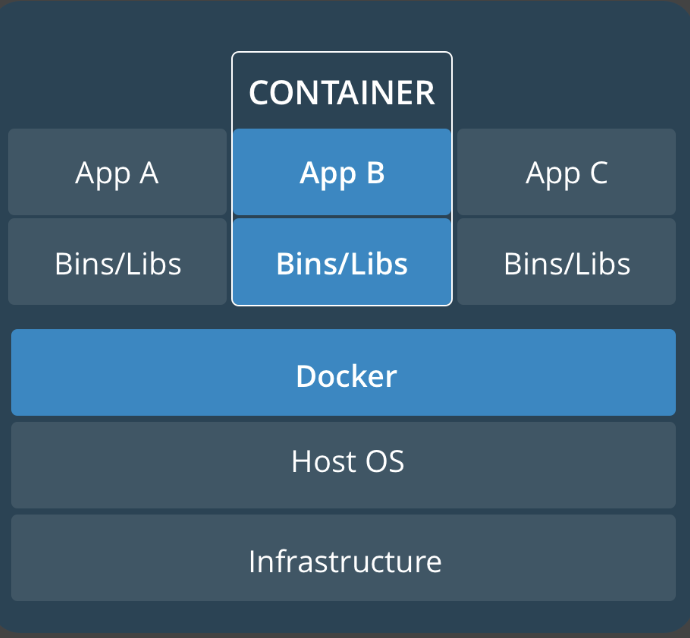 CONTAINER
App A
App B
App C
Bins/Libs
Bins/Libs
Bins/Libs
Docker
Host OS
Infrastructure